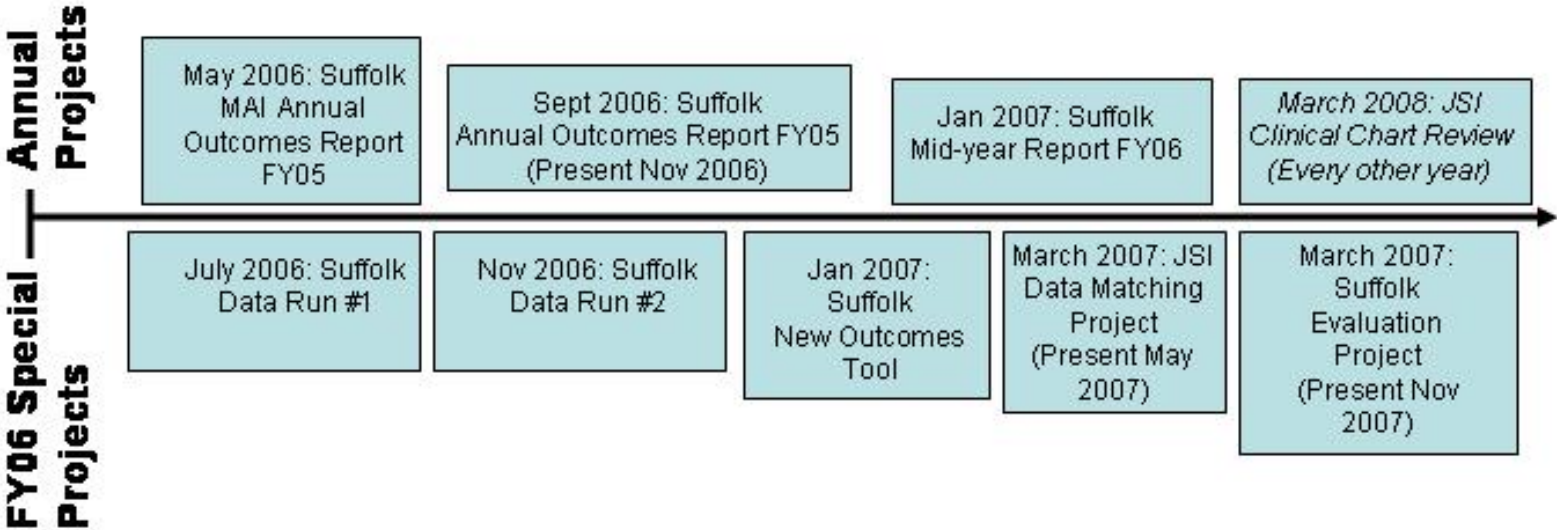 Annual
Projects
May 2006: Suffolk
MAI Annual
Outcomes Report
FY05
Sept 2006: Suffolk
Annual Outcomes Report FY05
(Present Nov 2006)
Jan 2007: Suffolk
Mid-year Report FY06
March 2008: JSI
Clinical Chart Review
(Every other year)
FY06 Special
Projects
July 2006: Suffolk
Data Run #1
Nov 2006: Suffolk
Data Run #2
Jan 2007:
Suffolk
New Outcomes
Tool
March 2007: JSI
Data Matching
Project
(Present May
2007)
March 2007:
Suffolk
Evaluation
Project
(Present Nov
2007)